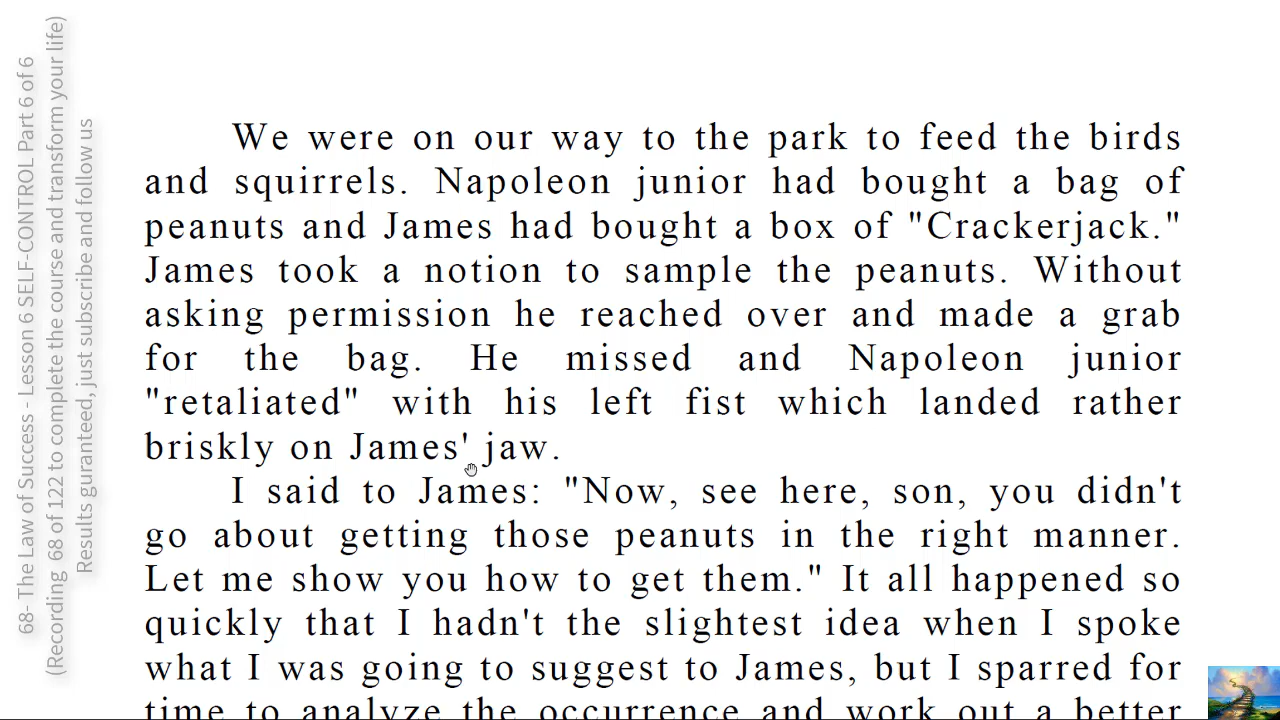 68- The Law of Success - Lesson 6 SELF-CONTROL Part 6 of 6
(Recording 68 of 122 to complete the course and transform your life)
Results guranteed, just subscribe and follow us
We were on our way to the park to feed the birds
and squirrels. Napoleon junior had bought a bag of
peanuts and James had bought a box of "Crackerjack."
James took a notion to sample the peanuts. Without
asking permission he reached over and made a grab
for the bag. He missed and Napoleon junior
"retaliated" with his left fist which landed rather
briskly on James' jaw.
I said to James: "Now, see here, son, you didn't
go about getting those peanuts in the right manner.
Let me show you how to get them." It all happened so
quickly that I hadn't the slightest idea when I spoke
what I was going to suggest to James, but I sparred for
time to analyze the occurrence and work out a better